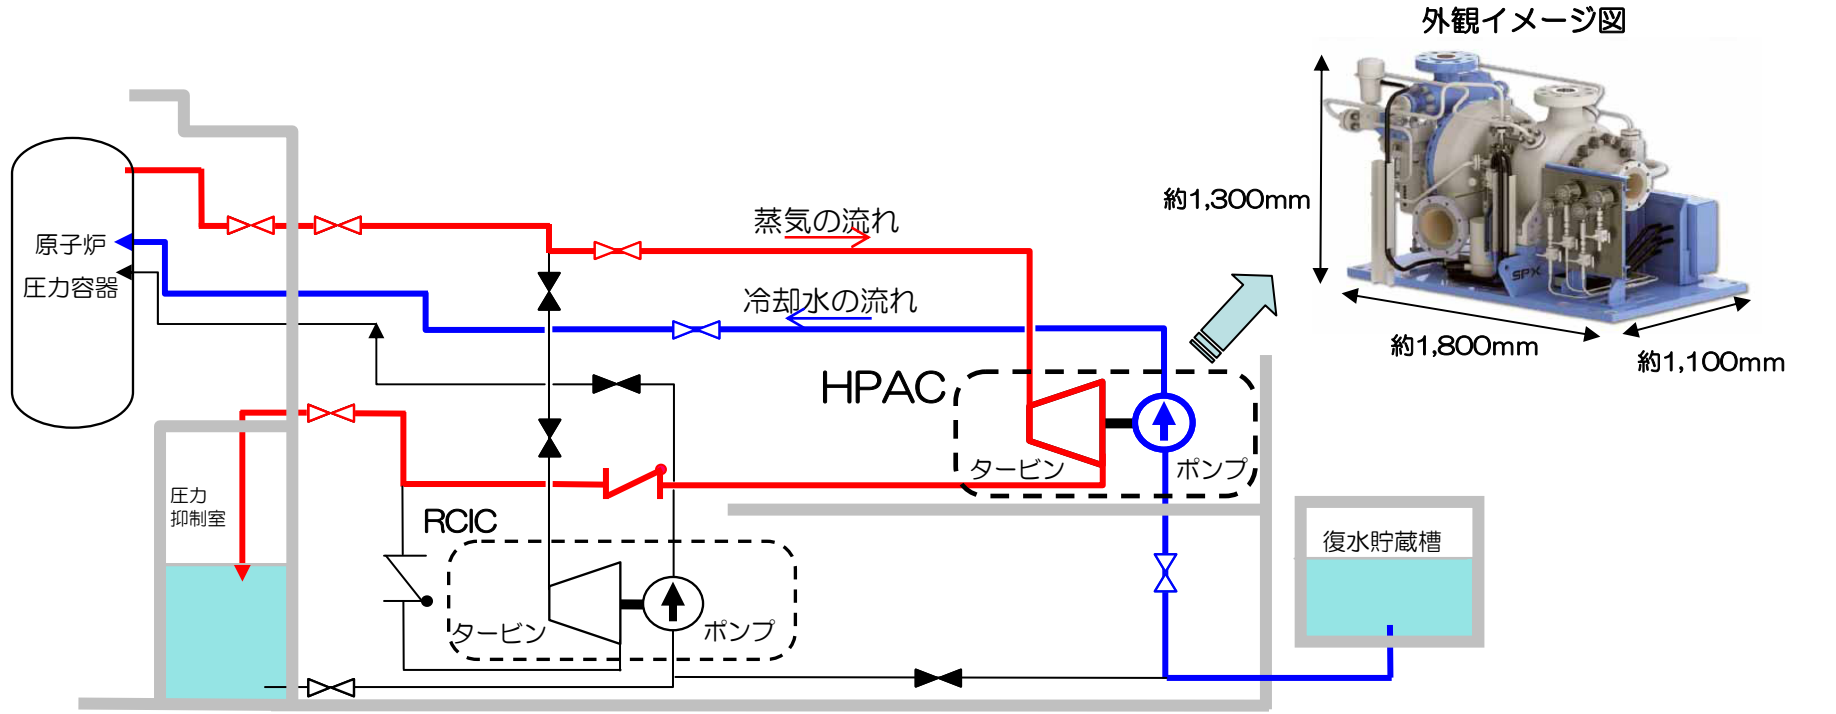 外観イメージ図
約1,300mm
SPX
約1,800mm
約1,100mm
蒸気の流れ
原子炉
圧力容器
冷却水の流れ
HPAC
タービン
ポンプ
圧力
抑制室
RCIC
タービン
ポンプ
復水貯蔵槽